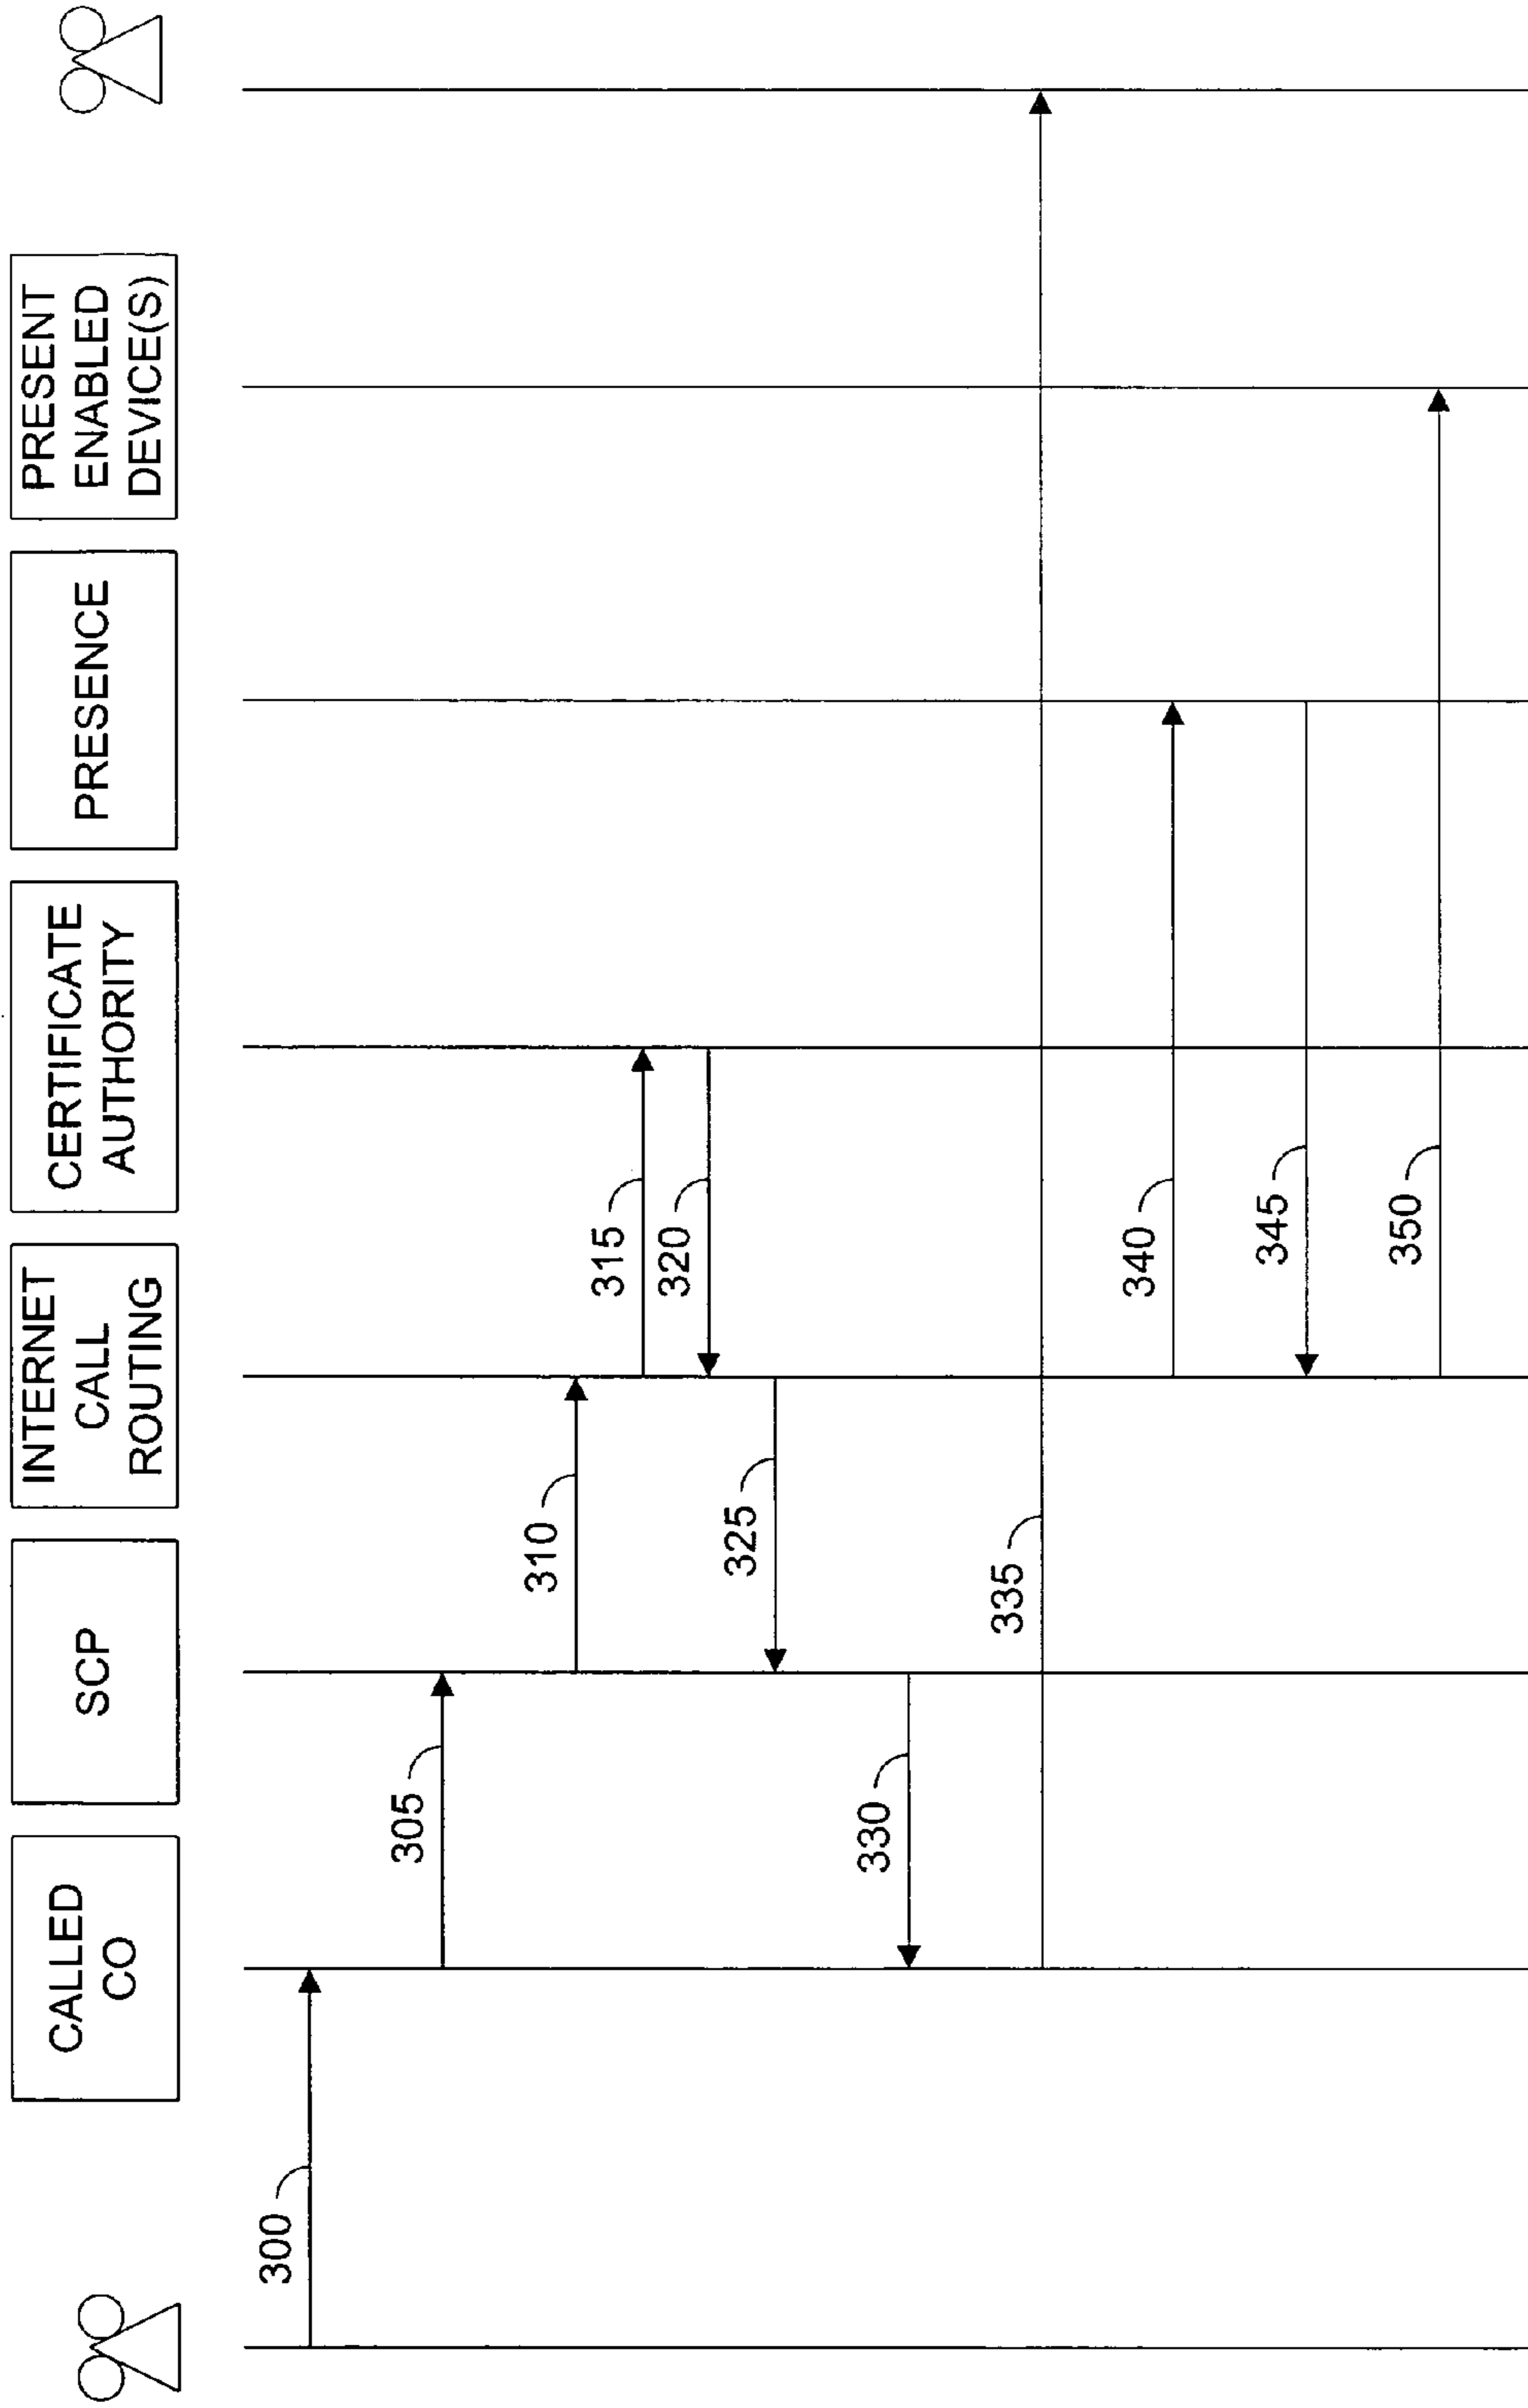 CALLED
CO
SCP
INTERNET
CALL
ROUTING
CERTIFICATE
AUTHORITY
PRESENCE
PRESENT
ENABLED
DEVICE(S)
300
305
310
315
320
325
330
335
340
345
350